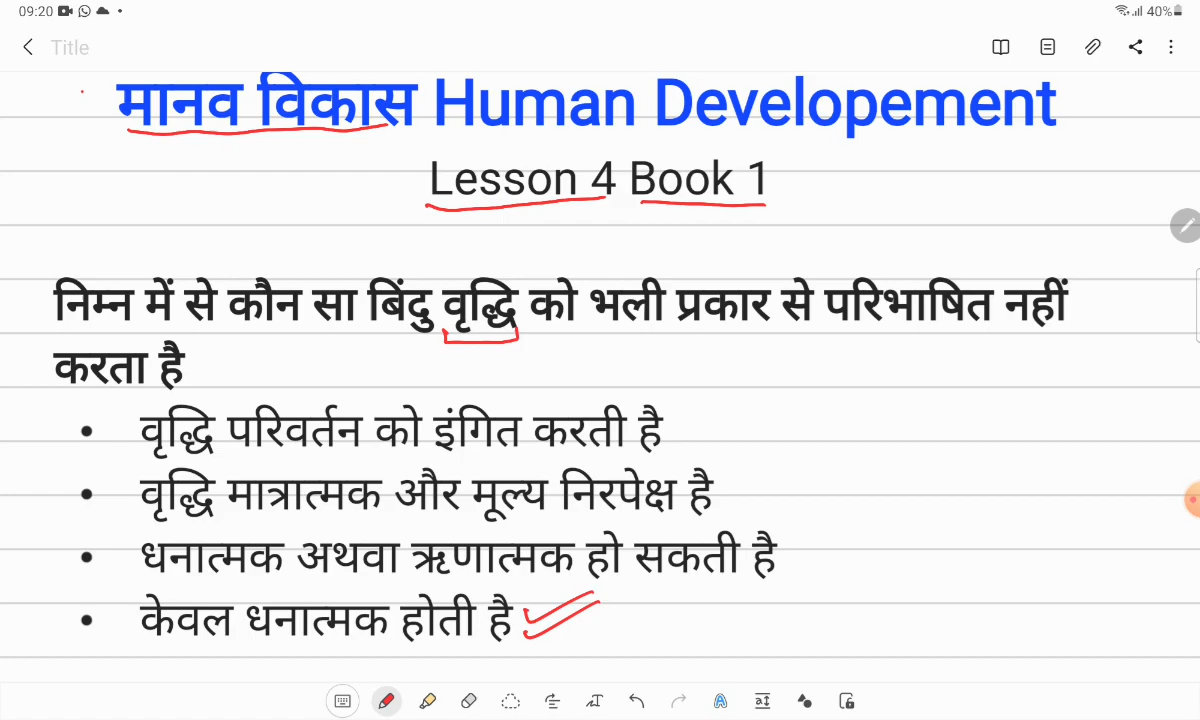 09:20
40%
Title
मानव विकास Human Developement
Lesson 4 Book 1
निम्न में से कौन सा बिंदु वृद्धि को भली प्रकार से परिभाषित नहीं
करता है
• वृद्धि परिवर्तन को इंगित करती है
• वृद्धि मात्रात्मक और मूल्य निरपेक्ष है
• धनात्मक अथवा ऋणात्मक हो सकती है
• केवल धनात्मक होती है